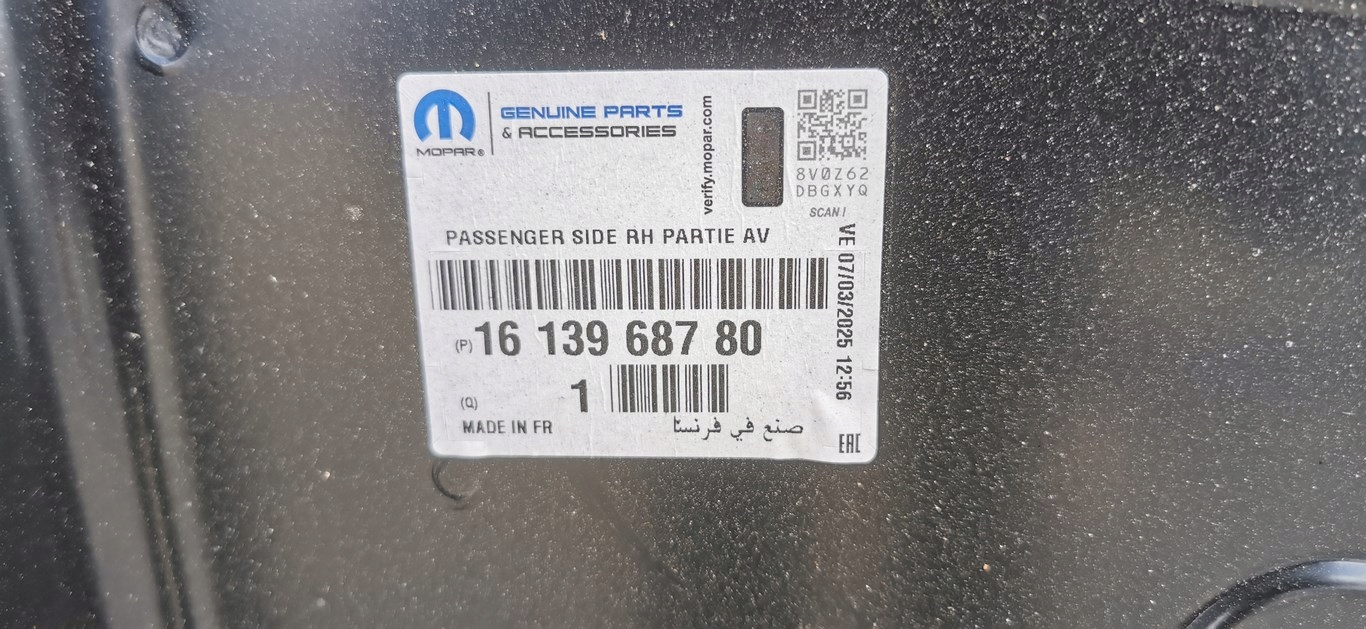 MOPAR®
GENUINE PARTS
& ACCESSORIES
verify.mopar.com
8V0Z62
DBGXYQ
SCAN!
PASSENGER SIDE RH PARTIE AV
(P) 16 139 687 80
(Q) 1
MADE IN FR
صنع في فرنسا
VE 07/03/2025 12:56
EAC